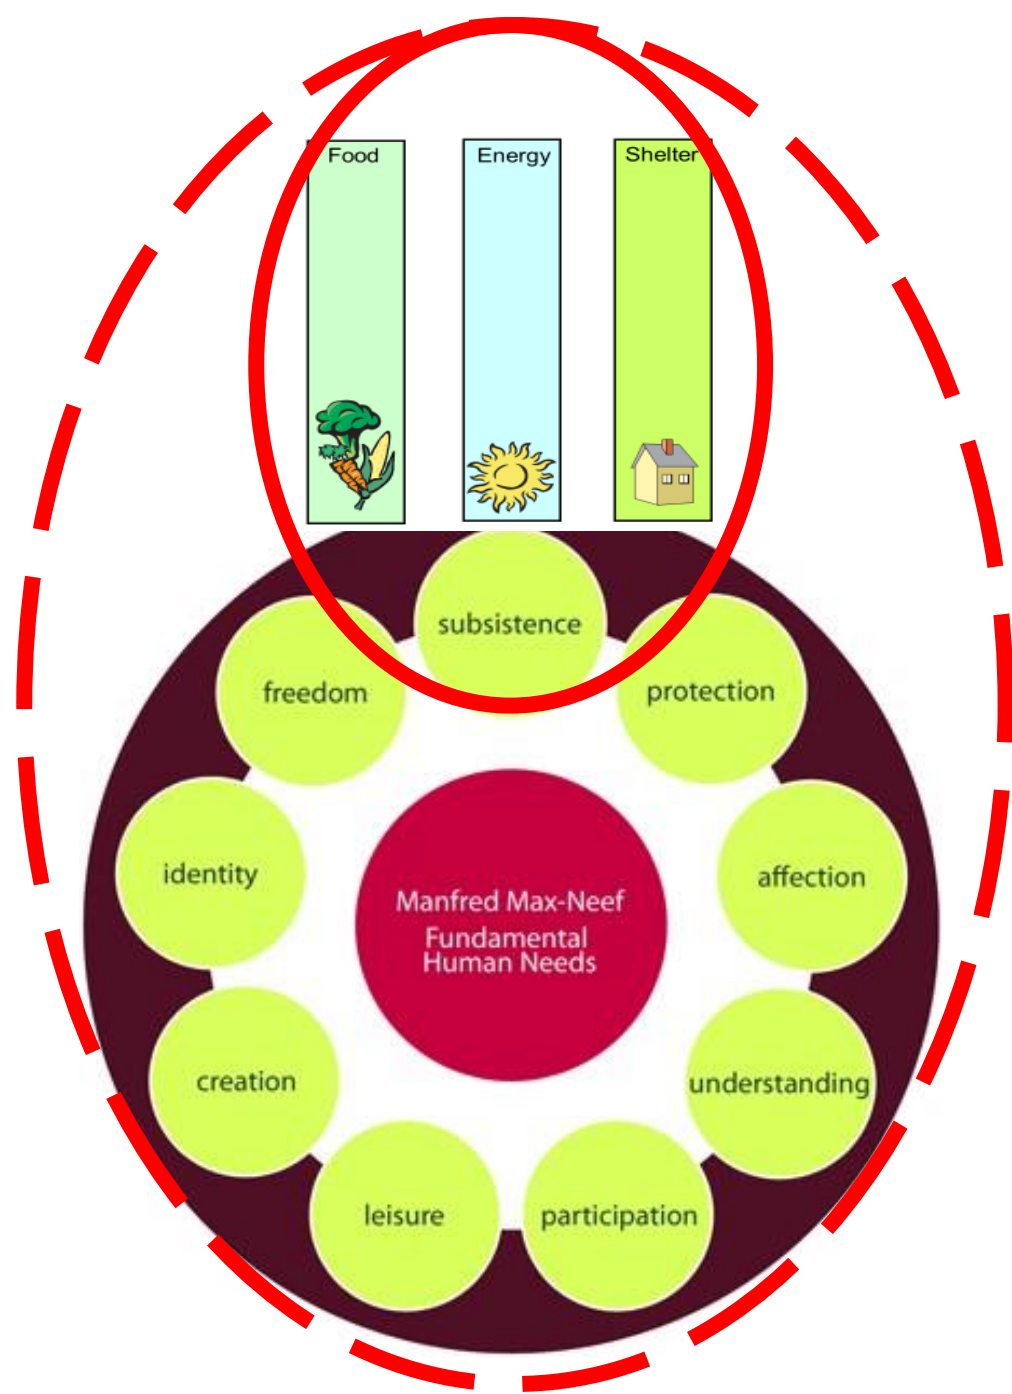 Food
Energy
Shelter
subsistence
freedom
protection
identity
affection
Manfred Max-Neef
Fundamental
Human Needs
creation
understanding
leisure
participation